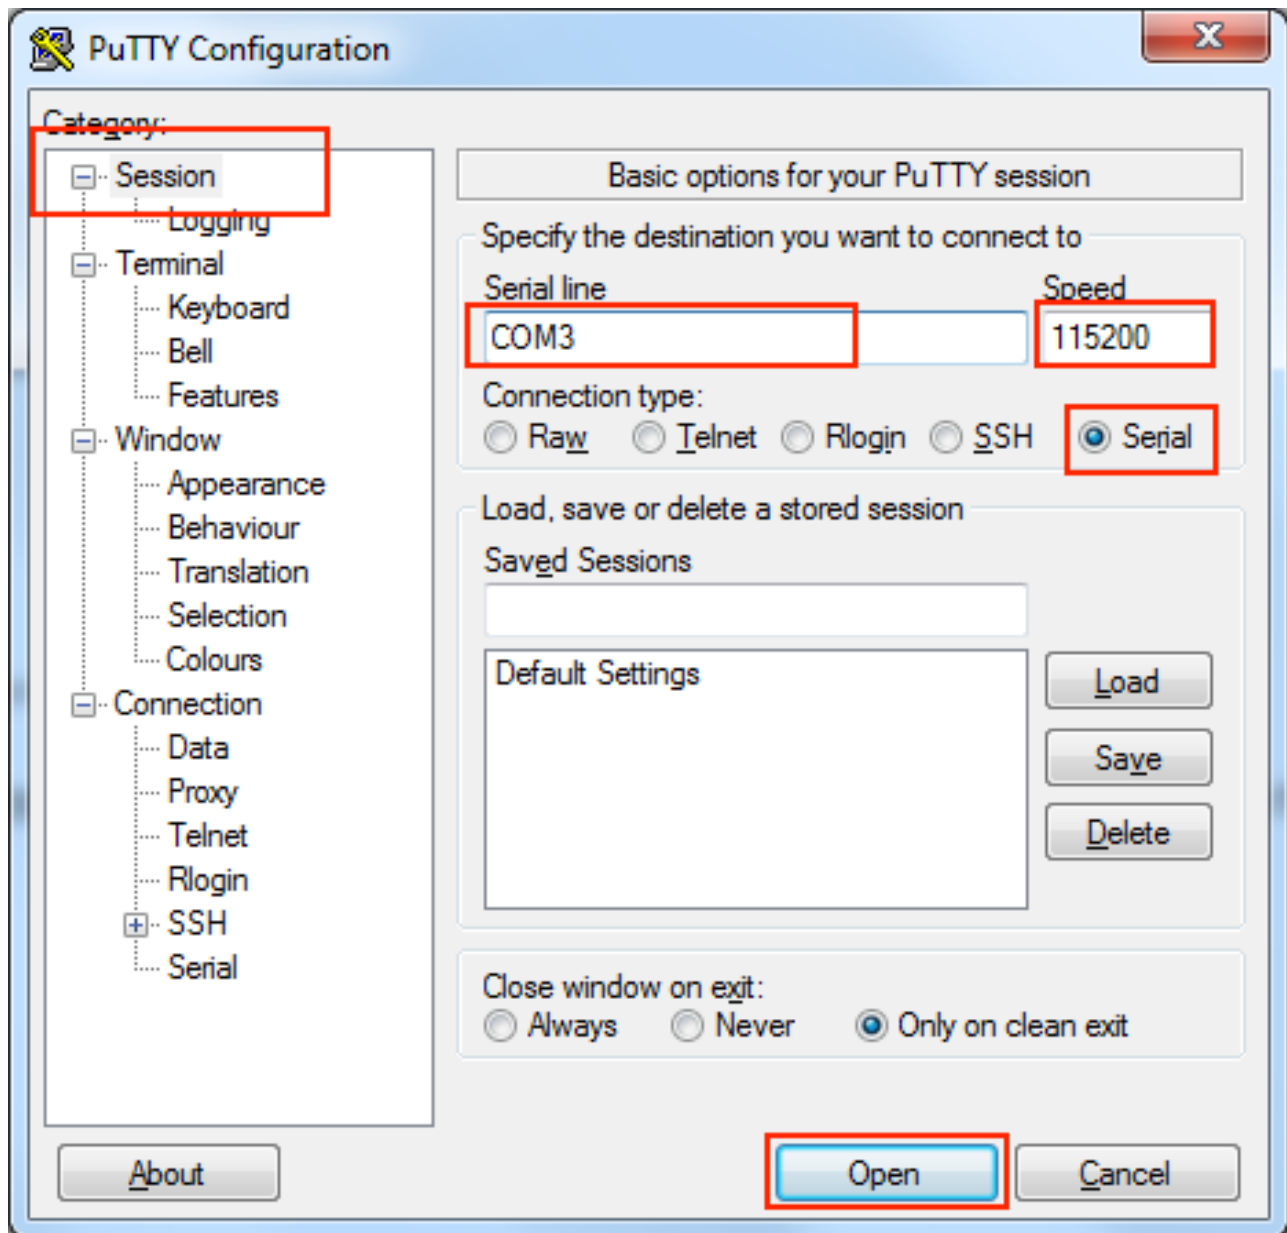 PuTTY Configuration
x
Category:
Session
Logging
Terminal
Keyboard
Bell
Features
Window
Appearance
Behaviour
Translation
Selection
Colours
Connection
Data
Proxy
Telnet
Rlogin
SSH
Serial
Basic options for your PuTTY session
Specify the destination you want to connect to
Serial line Speed
COM3 115200
Connection type:
Raw Telnet Rlogin SSH Serial
Load, save or delete a stored session
Saved Sessions
Default Settings
Load
Save
Delete
Close window on exit:
Always Never Only on clean exit
About Open Cancel